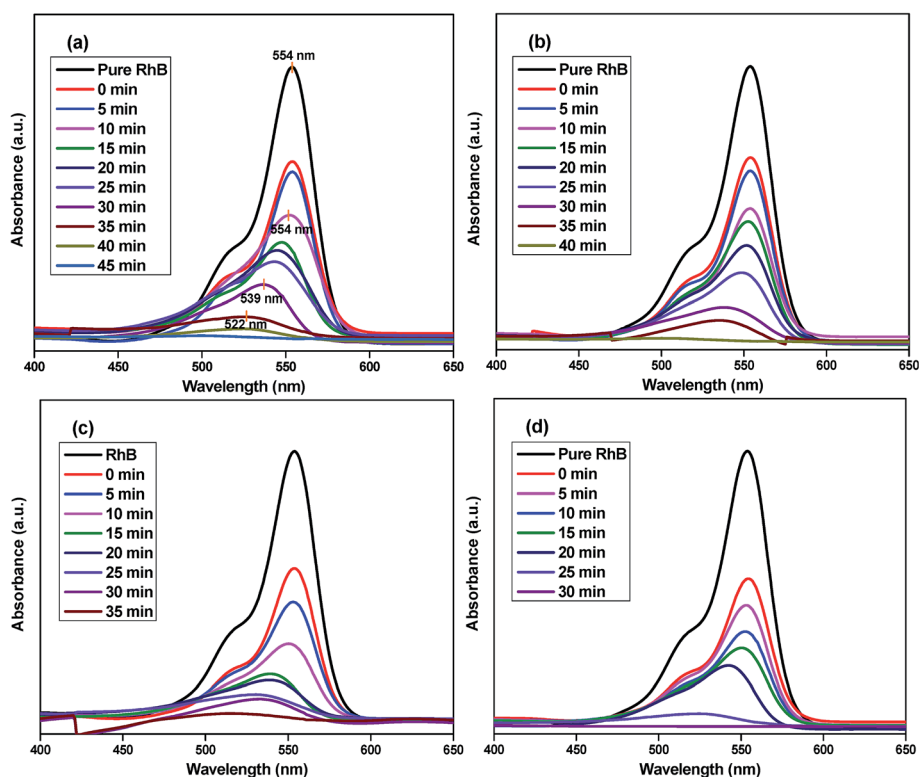 (a)
Pure RhB
0 min
5 min
10 min
15 min
20 min
25 min
30 min
35 min
40 min
45 min
554 nm
554 nm
539 nm
522 nm
Absorbance (a.u.)
400 450 500 550 600 650
Wavelength (nm)
(b)
Pure RhB
0 min
5 min
10 min
15 min
20 min
25 min
30 min
35 min
40 min
Absorbance (a.u.)
400 450 500 550 600 650
Wavelength (nm)
(c)
RhB
0 min
5 min
10 min
15 min
20 min
25 min
30 min
35 min
Absorbance (a.u.)
400 450 500 550 600 650
Wavelength (nm)
(d)
Pure RhB
0 min
5 min
10 min
15 min
20 min
25 min
30 min
Absorbance (a.u.)
400 450 500 550 600 650
Wavelength (nm)